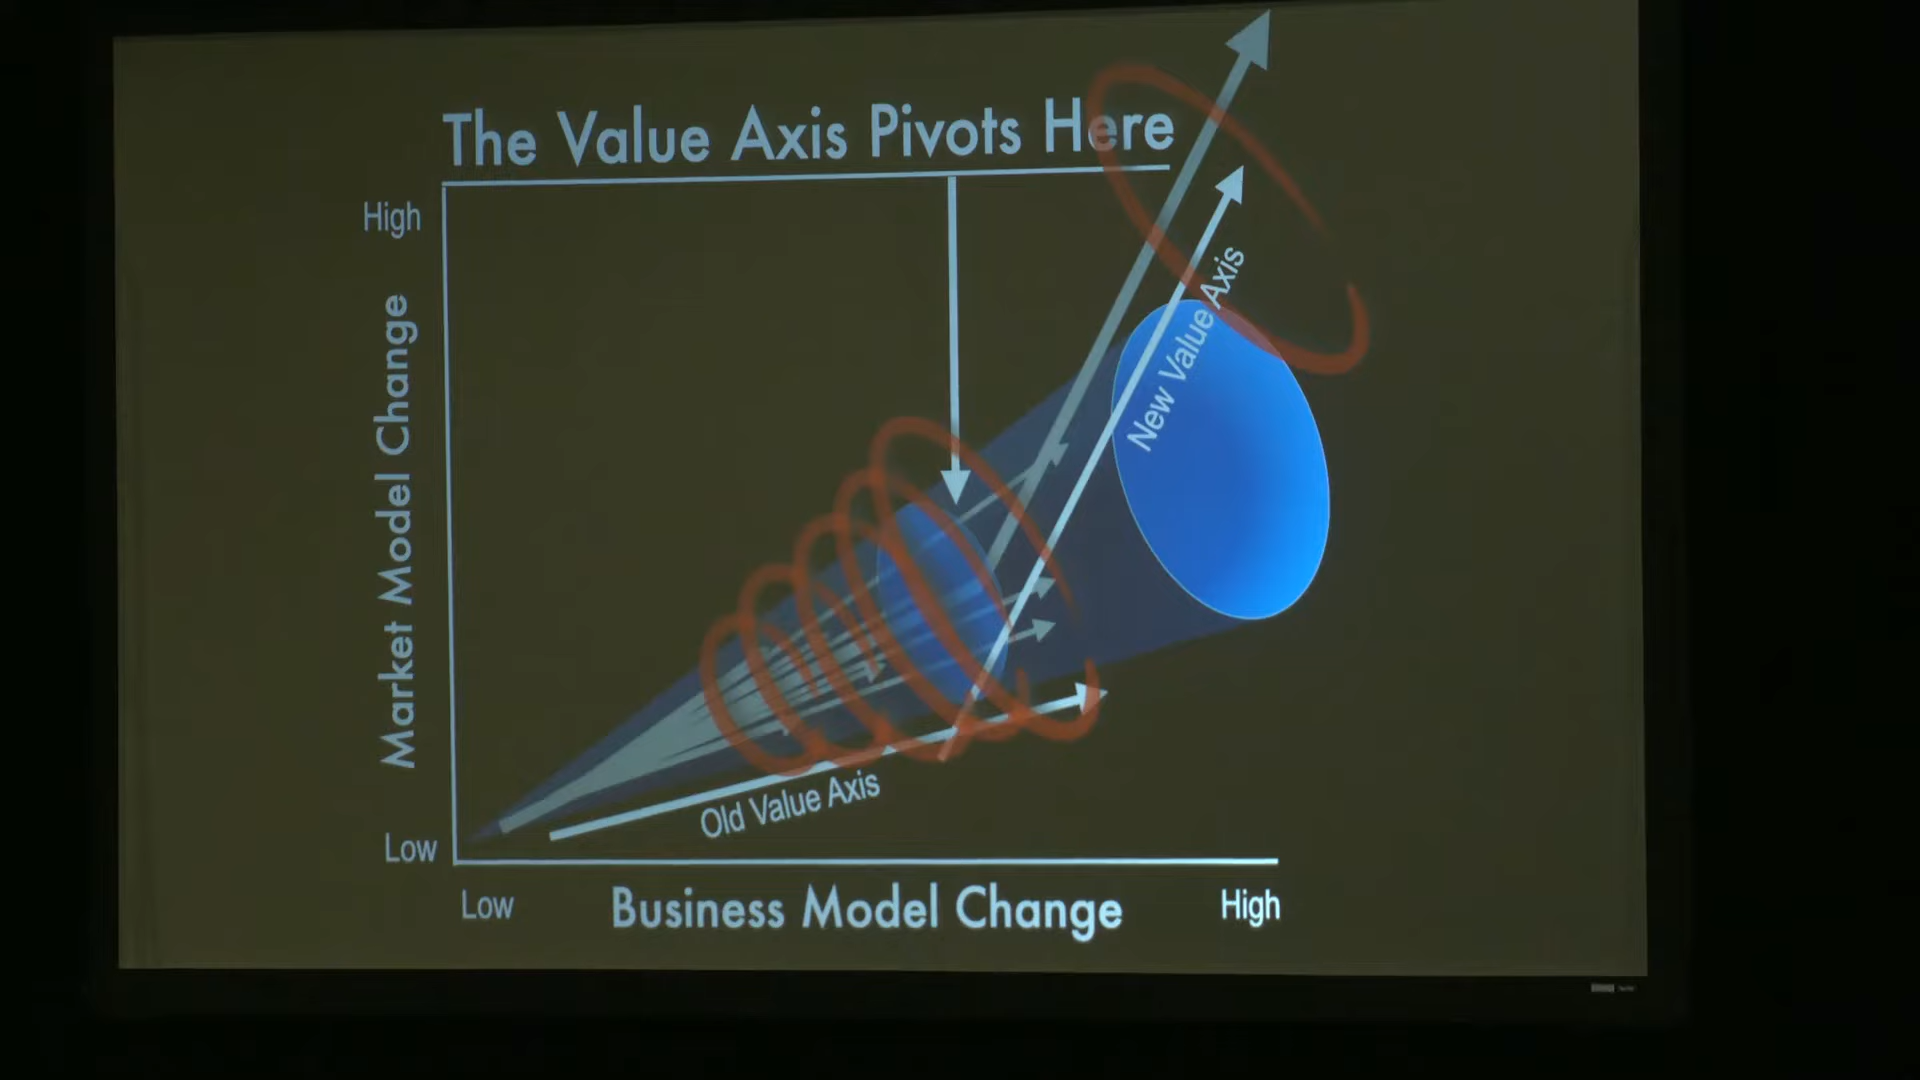 The Value Axis Pivots Here
High
Market Model Change
New Value Axis
Old Value Axis
Low
Low
Business Model Change
High